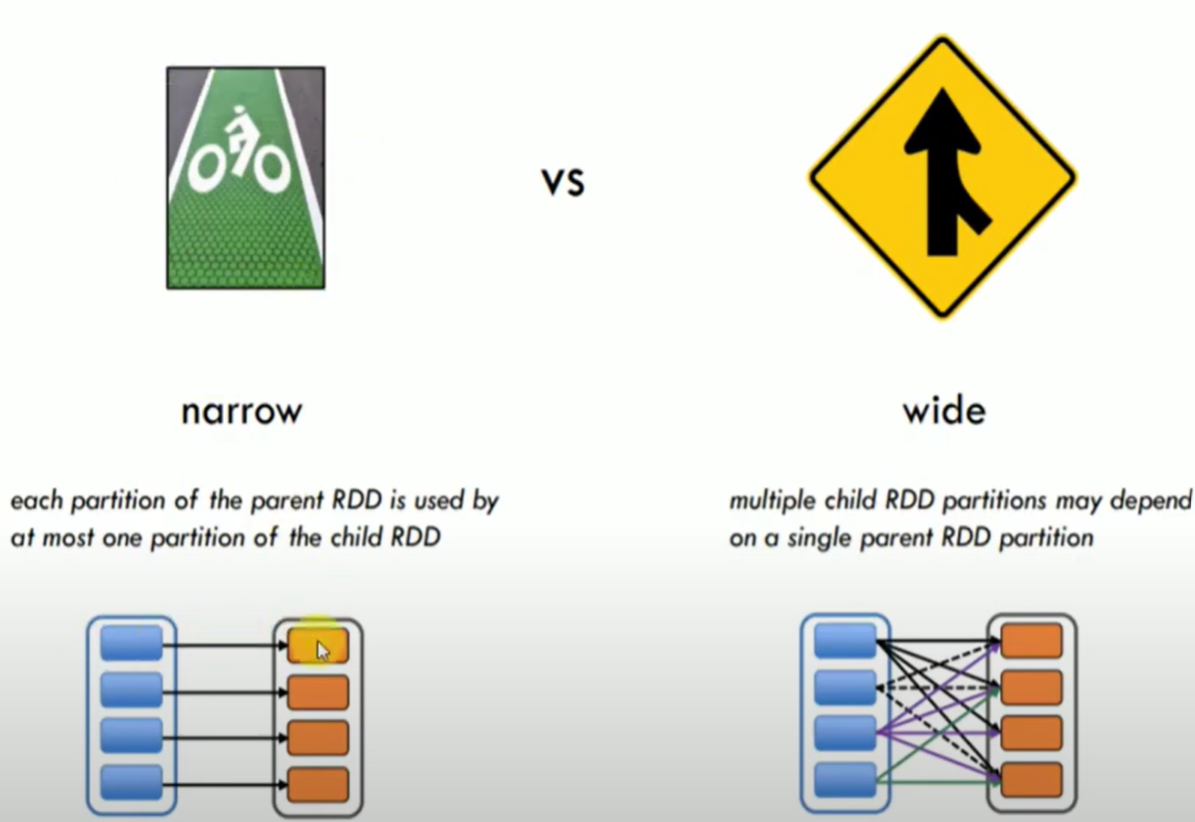 vs
narrow
wide
each partition of the parent RDD is used by
at most one partition of the child RDD
multiple child RDD partitions may depend
on a single parent RDD partition